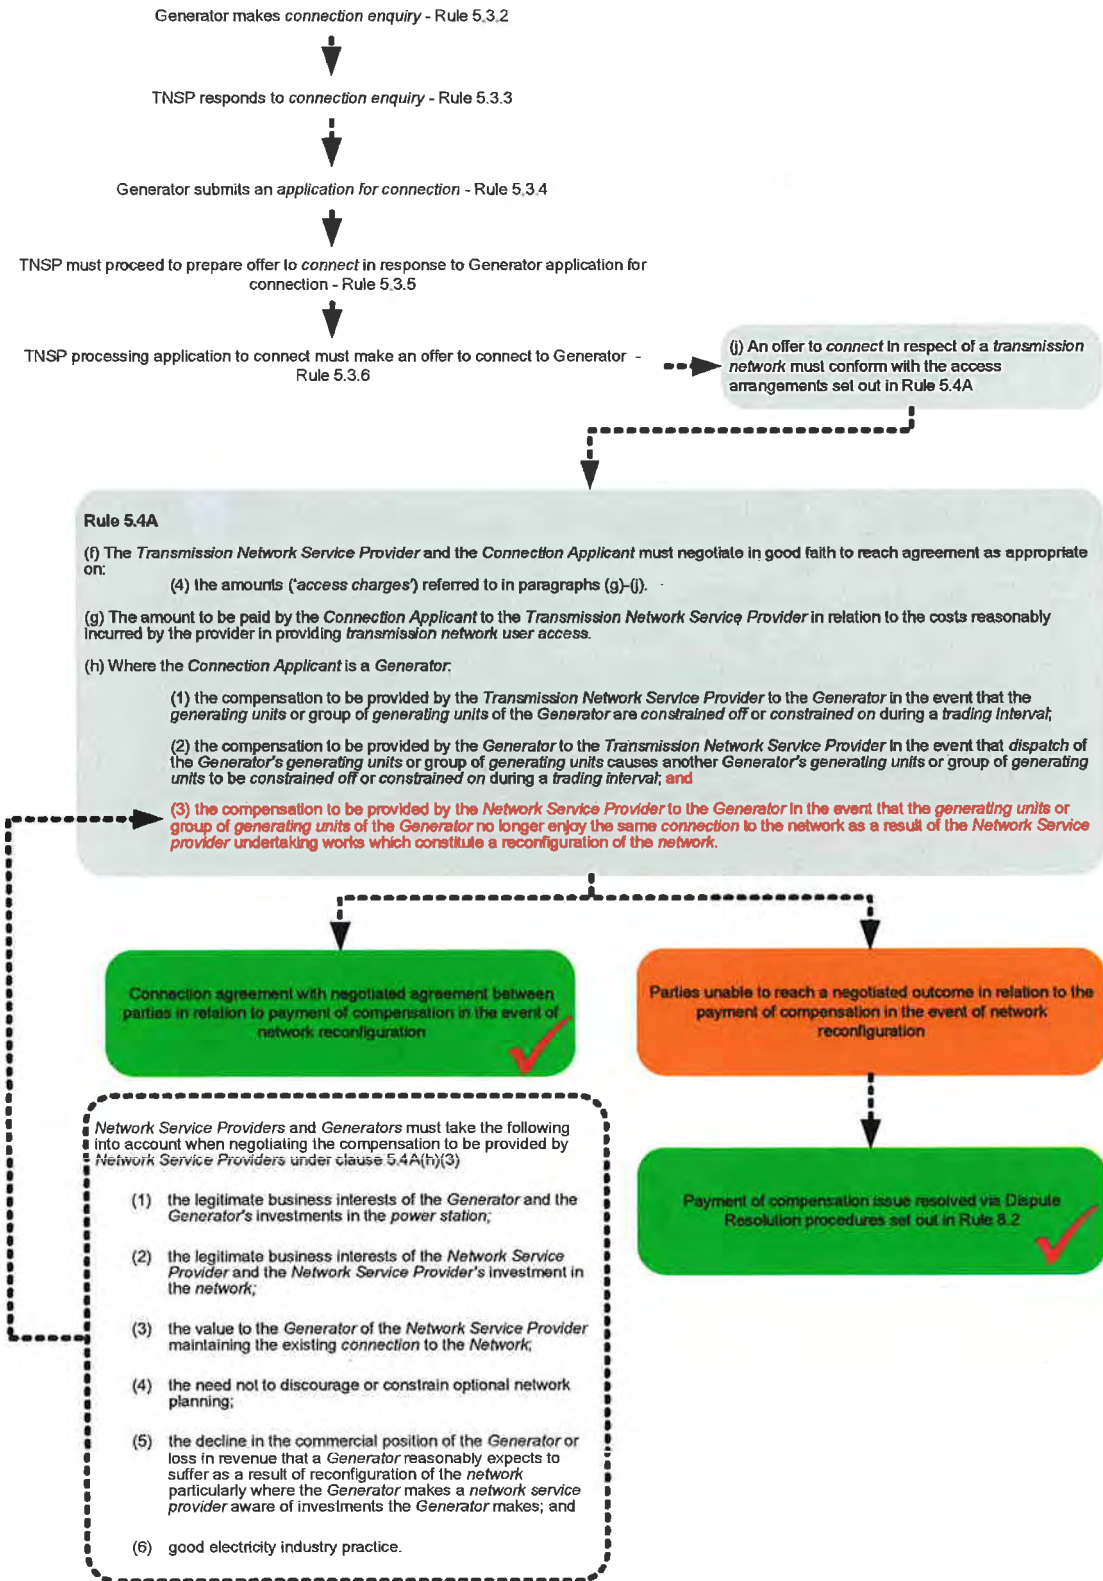 Generator makes connection enquiry - Rule 5.3.2
TNSP responds to connection enquiry - Rule 5.3.3
Generator submits an application for connection - Rule 5.3.4
TNSP must proceed to prepare offer to connect in response to Generator application for
connection - Rule 5.3.5
TNSP processing application to connect must make an offer to connect to Generator -
Rule 5.3.6
(j) An offer to connect in respect of a transmission
network must conform with the access
arrangements set out in Rule 5.4A
Rule 5.4A
(f) The Transmission Network Service Provider and the Connection Applicant must negotiate in good faith to reach agreement as appropriate
on:
(4) the amounts ('access charges') referred to in paragraphs (g)-(j).
(g) The amount to be paid by the Connection Applicant to the Transmission Network Service Provider in relation to the costs reasonably
incurred by the provider in providing transmission network user access.
(h) Where the Connection Applicant is a Generator:
(1) the compensation to be provided by the Transmission Network Service Provider to the Generator in the event that the
generating units or group of generating units of the Generator are constrained off or constrained on during a trading interval;
(2) the compensation to be provided by the Generator to the Transmission Network Service Provider in the event that dispatch of
the Generator's generating units or group of generating units causes another Generator's generating units or group of generating
units to be constrained off or constrained on during a trading interval; and
(3) the compensation to be provided by the Network Service Provider to the Generator in the event that the generating units or
group of generating units of the Generator no longer enjoy the same connection to the network as a result of the Network Service
provider undertaking works which constitute a reconfiguration of the network.
Connection agreement with negotiated agreement between
parties in relation to payment of compensation in the event of
network reconfiguration
Parties unable to reach a negotiated outcome in relation to the
payment of compensation in the event of network
reconfiguration
Network Service Providers and Generators must take the following
into account when negotiating the compensation to be provided by
Network Service Providers under clause 5.4A(h)(3)
(1) the legitimate business interests of the Generator and the
Generator's investments in the power station;
(2) the legitimate business interests of the Network Service
Provider and the Network Service Provider's investment in
the network;
(3) the value to the Generator of the Network Service Provider
maintaining the existing connection to the Network;
(4) the need not to discourage or constrain optional network
planning;
(5) the decline in the commercial position of the Generator or
loss in revenue that a Generator reasonably expects to
suffer as a result of reconfiguration of the network
particularly where the Generator makes a network service
provider aware of investments the Generator makes; and
(6) good electricity industry practice.
Payment of compensation issue resolved via Dispute
Resolution procedures set out in Rule 8.2